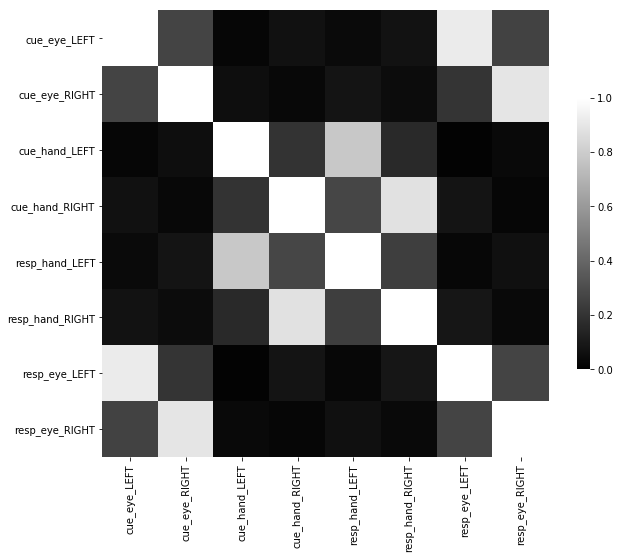 cue_eye_LEFT
cue_eye_RIGHT
cue_hand_LEFT
cue_hand_RIGHT
resp_hand_LEFT
resp_hand_RIGHT
resp_eye_LEFT
resp_eye_RIGHT
1.0
0.8
0.6
0.4
0.2
0.0
cue_eye_LEFT
cue_eye_RIGHT
cue_hand_LEFT
cue_hand_RIGHT
resp_hand_LEFT
resp_hand_RIGHT
resp_eye_LEFT
resp_eye_RIGHT